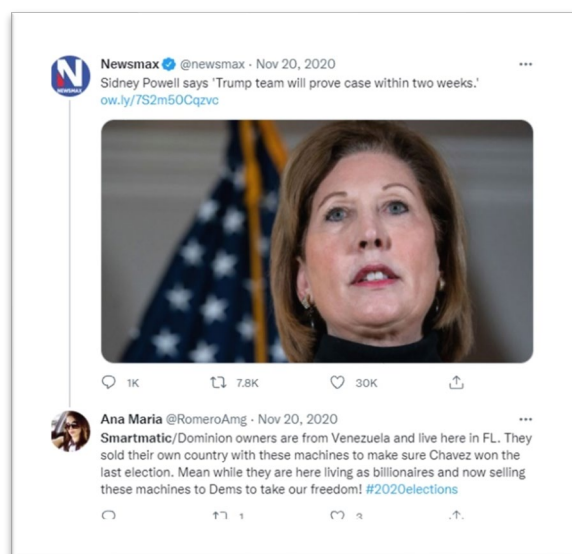 Newsmax @newsmax · Nov 20, 2020
NEWSMAX
Sidney Powell says 'Trump team will prove case within two weeks.'
ow.ly/7S2m50Cqzvc
1K 7.8K 30K
Ana Maria @RomeroAmg · Nov 20, 2020
Smartmatic/Dominion owners are from Venezuela and live here in FL. They
sold their own country with these machines to make sure Chavez won the
last election. Mean while they are here living as billionaires and now selling
these machines to Dems to take our freedom! #2020elections
1 3